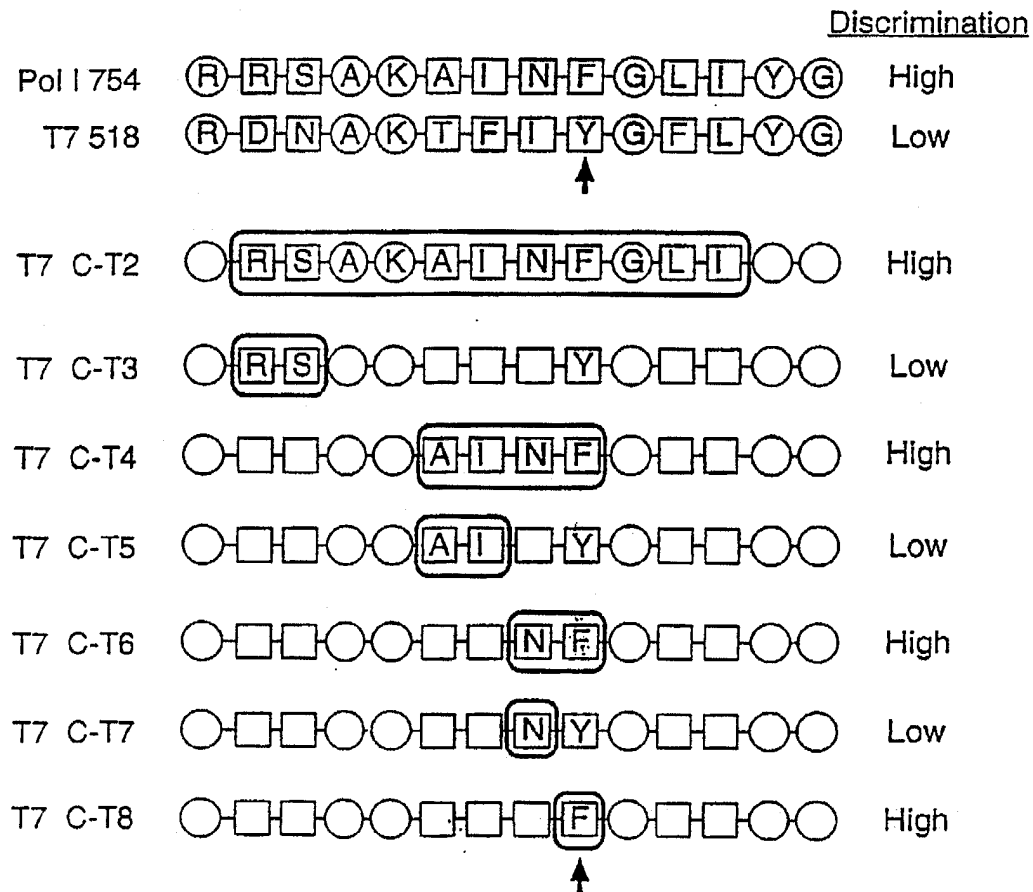 Discrimination
Pol I 754 R R S A K A I N F G L I Y G High
T7 518 R D N A K T F I Y G F L Y G Low
T7 C-T2 R S A K A I N F G L I High
T7 C-T3 R S Y Low
T7 C-T4 A I N F High
T7 C-T5 A I Y Low
T7 C-T6 N F High
T7 C-T7 N Y Low
T7 C-T8 F High